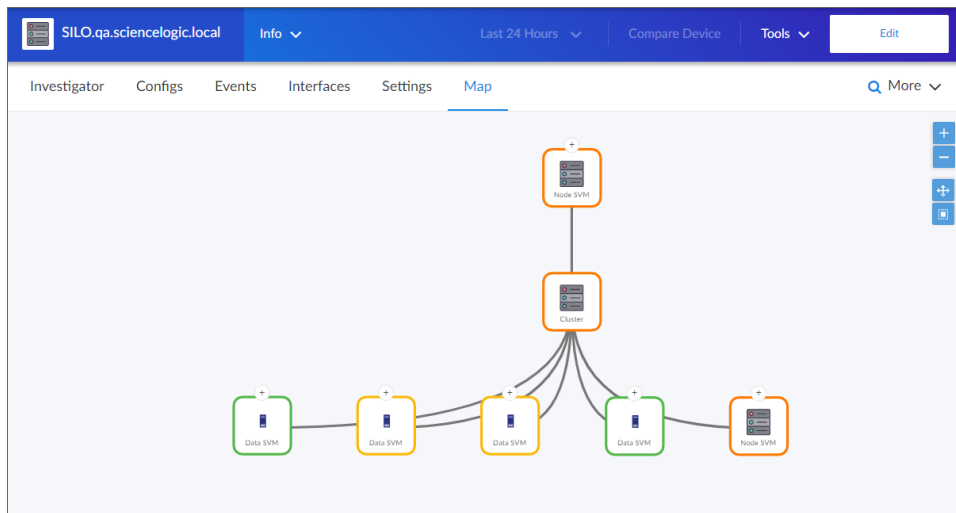 SILO.qa.sciencelogic.local Info Last 24 Hours Compare Device Tools Edit
Investigator Configs Events Interfaces Settings Map More
+
−
+
Node SVM
Cluster
+ + + + +
Data SVM Data SVM Data SVM Data SVM Node SVM